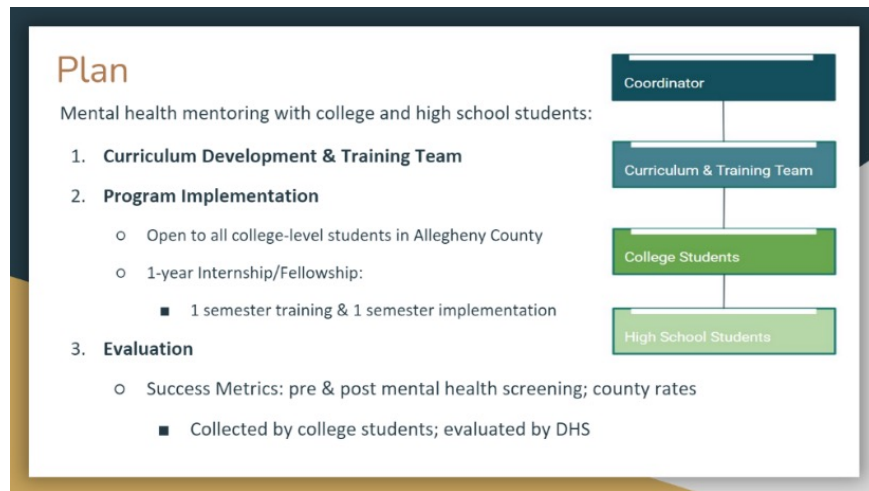 Plan
Mental health mentoring with college and high school students:
1. Curriculum Development & Training Team
2. Program Implementation
○ Open to all college-level students in Allegheny County
○ 1-year Internship/Fellowship:
■ 1 semester training & 1 semester implementation
3. Evaluation
○ Success Metrics: pre & post mental health screening; county rates
■ Collected by college students; evaluated by DHS
Coordinator
Curriculum & Training Team
College Students
High School Students